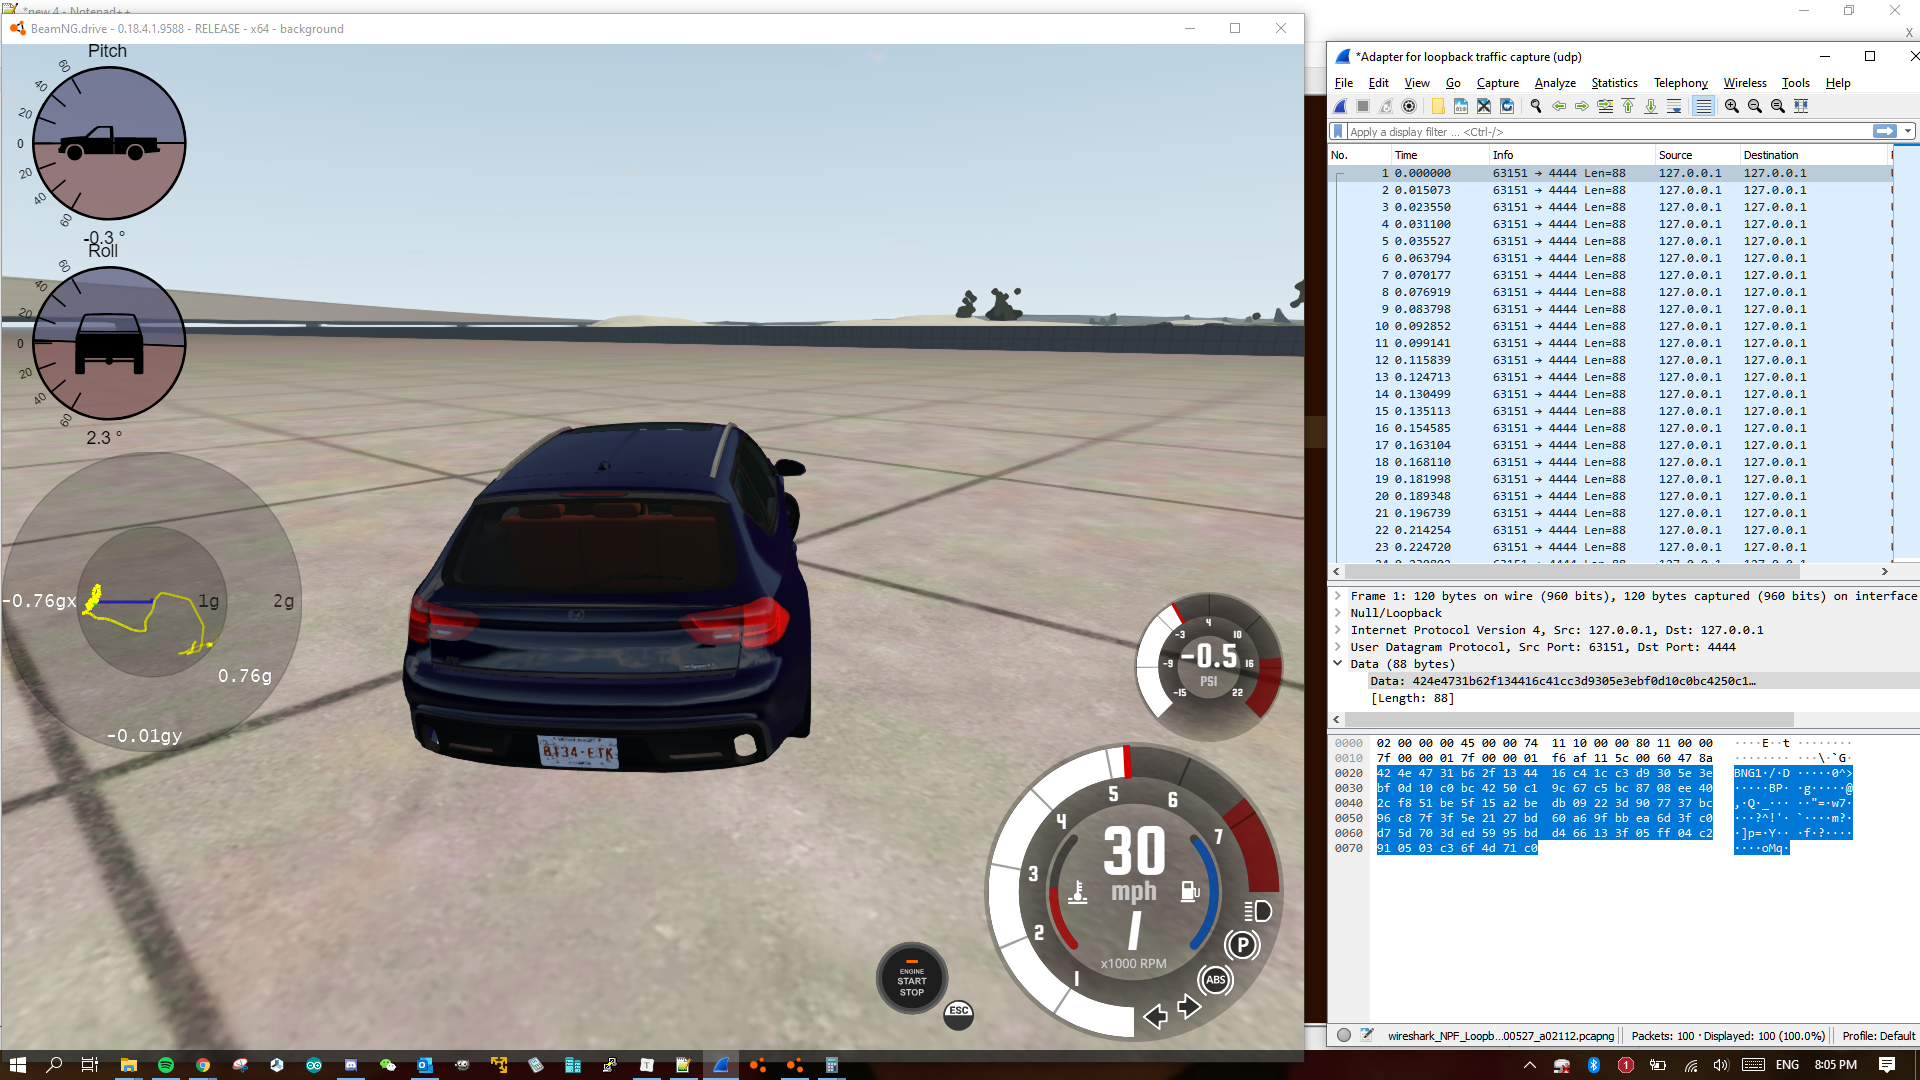 *new 4 - Notepad++
BeamNG.drive - 0.18.4.1.9588 - RELEASE - x64 - background
Pitch
60
40
20
0
20
40
60
-0.3 °
Roll
60
40
20
0
20
40
60
2.3 °
-0.76gx
1g
2g
0.76g
-0.01gy
-15
-9
-3
4
10
16
22
-0.5
PSI
1
2
3
4
5
6
7
30
mph
1
x1000 RPM
P
ABS
ENGINE
START
STOP
ESC
*Adapter for loopback traffic capture (udp)
File Edit View Go Capture Analyze Statistics Telephony Wireless Tools Help
Apply a display filter ... <Ctrl-/>
No. Time Info Source Destination
1 0.000000 63151 → 4444 Len=88 127.0.0.1 127.0.0.1
2 0.015073 63151 → 4444 Len=88 127.0.0.1 127.0.0.1
3 0.023550 63151 → 4444 Len=88 127.0.0.1 127.0.0.1
4 0.031100 63151 → 4444 Len=88 127.0.0.1 127.0.0.1
5 0.035527 63151 → 4444 Len=88 127.0.0.1 127.0.0.1
6 0.063794 63151 → 4444 Len=88 127.0.0.1 127.0.0.1
7 0.070177 63151 → 4444 Len=88 127.0.0.1 127.0.0.1
8 0.076919 63151 → 4444 Len=88 127.0.0.1 127.0.0.1
9 0.083798 63151 → 4444 Len=88 127.0.0.1 127.0.0.1
10 0.092852 63151 → 4444 Len=88 127.0.0.1 127.0.0.1
11 0.099141 63151 → 4444 Len=88 127.0.0.1 127.0.0.1
12 0.115839 63151 → 4444 Len=88 127.0.0.1 127.0.0.1
13 0.124713 63151 → 4444 Len=88 127.0.0.1 127.0.0.1
14 0.130499 63151 → 4444 Len=88 127.0.0.1 127.0.0.1
15 0.135113 63151 → 4444 Len=88 127.0.0.1 127.0.0.1
16 0.154585 63151 → 4444 Len=88 127.0.0.1 127.0.0.1
17 0.163104 63151 → 4444 Len=88 127.0.0.1 127.0.0.1
18 0.168110 63151 → 4444 Len=88 127.0.0.1 127.0.0.1
19 0.181998 63151 → 4444 Len=88 127.0.0.1 127.0.0.1
20 0.189348 63151 → 4444 Len=88 127.0.0.1 127.0.0.1
21 0.196739 63151 → 4444 Len=88 127.0.0.1 127.0.0.1
22 0.214254 63151 → 4444 Len=88 127.0.0.1 127.0.0.1
23 0.224720 63151 → 4444 Len=88 127.0.0.1 127.0.0.1
Frame 1: 120 bytes on wire (960 bits), 120 bytes captured (960 bits) on interface
Null/Loopback
Internet Protocol Version 4, Src: 127.0.0.1, Dst: 127.0.0.1
User Datagram Protocol, Src Port: 63151, Dst Port: 4444
Data (88 bytes)
Data: 424e4731b62f134416c41cc3d9305e3ebf0d10c0bc4250c1…
[Length: 88]
0000 02 00 00 00 45 00 00 74 11 10 00 00 80 11 00 00 ····E··t ········
0010 7f 00 00 01 7f 00 00 01 f6 af 11 5c 00 60 47 8a ········ ···\·`G·
0020 42 4e 47 31 b6 2f 13 44 16 c4 1c c3 d9 30 5e 3e BNG1·/·D ·····0^>
0030 bf 0d 10 c0 bc 42 50 c1 9c 67 c5 bc 87 08 ee 40 ·····BP· ·g·····@
0040 2c f8 51 be 5f 15 a2 be db 09 22 3d 90 77 37 bc ,·Q·_··· ··"=·w7·
0050 96 c8 7f 3f 5e 21 27 bd 60 a6 9f bb ea 6d 3f c0 ···?^!'· `····m?·
0060 d7 5d 70 3d ed 59 95 bd d4 66 13 3f 05 ff 04 c2 ·]p=·Y·· ·f·?····
0070 91 05 03 c3 6f 4d 71 c0 ····oMq·
wireshark_NPF_Loopb...00527_a02112.pcapng Packets: 100 · Displayed: 100 (100.0%) Profile: Default
ENG 8:05 PM